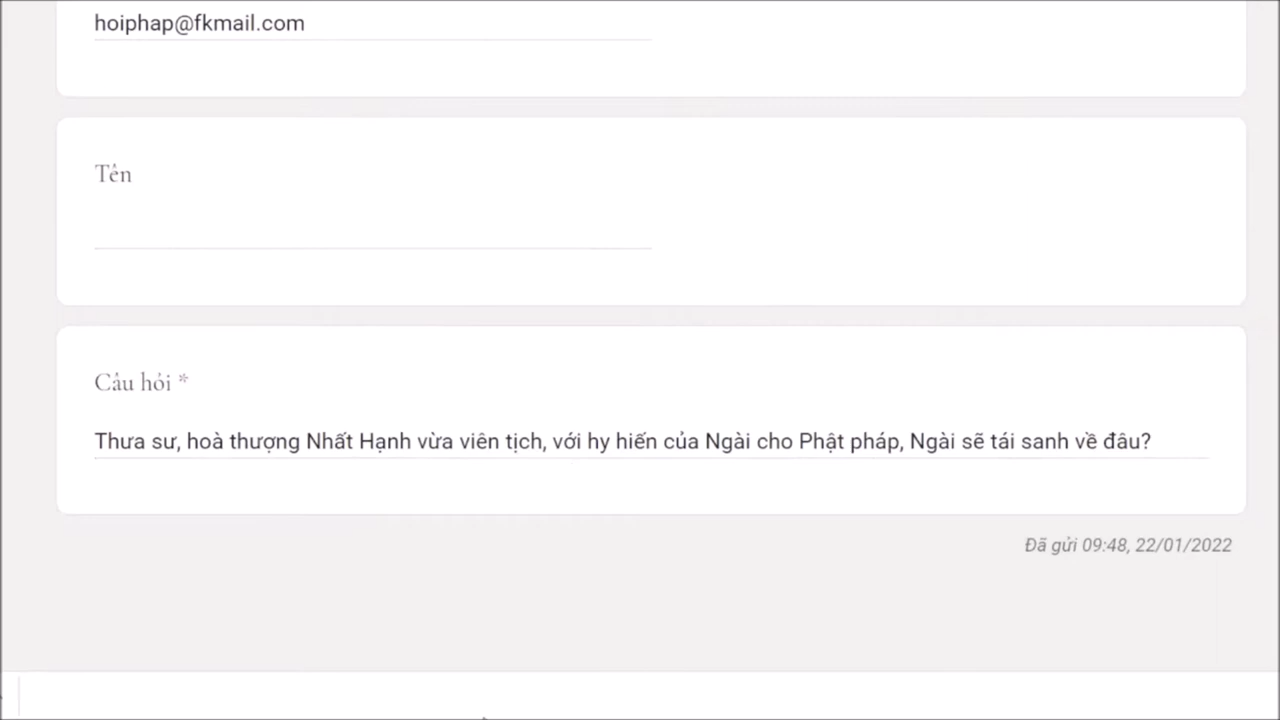 hoiphap@fkmail.com
Tên
Câu hỏi *
Thưa sư, hoà thượng Nhất Hạnh vừa viên tịch, với hy hiến của Ngài cho Phật pháp, Ngài sẽ tái sanh về đâu?
Đã gửi 09:48, 22/01/2022